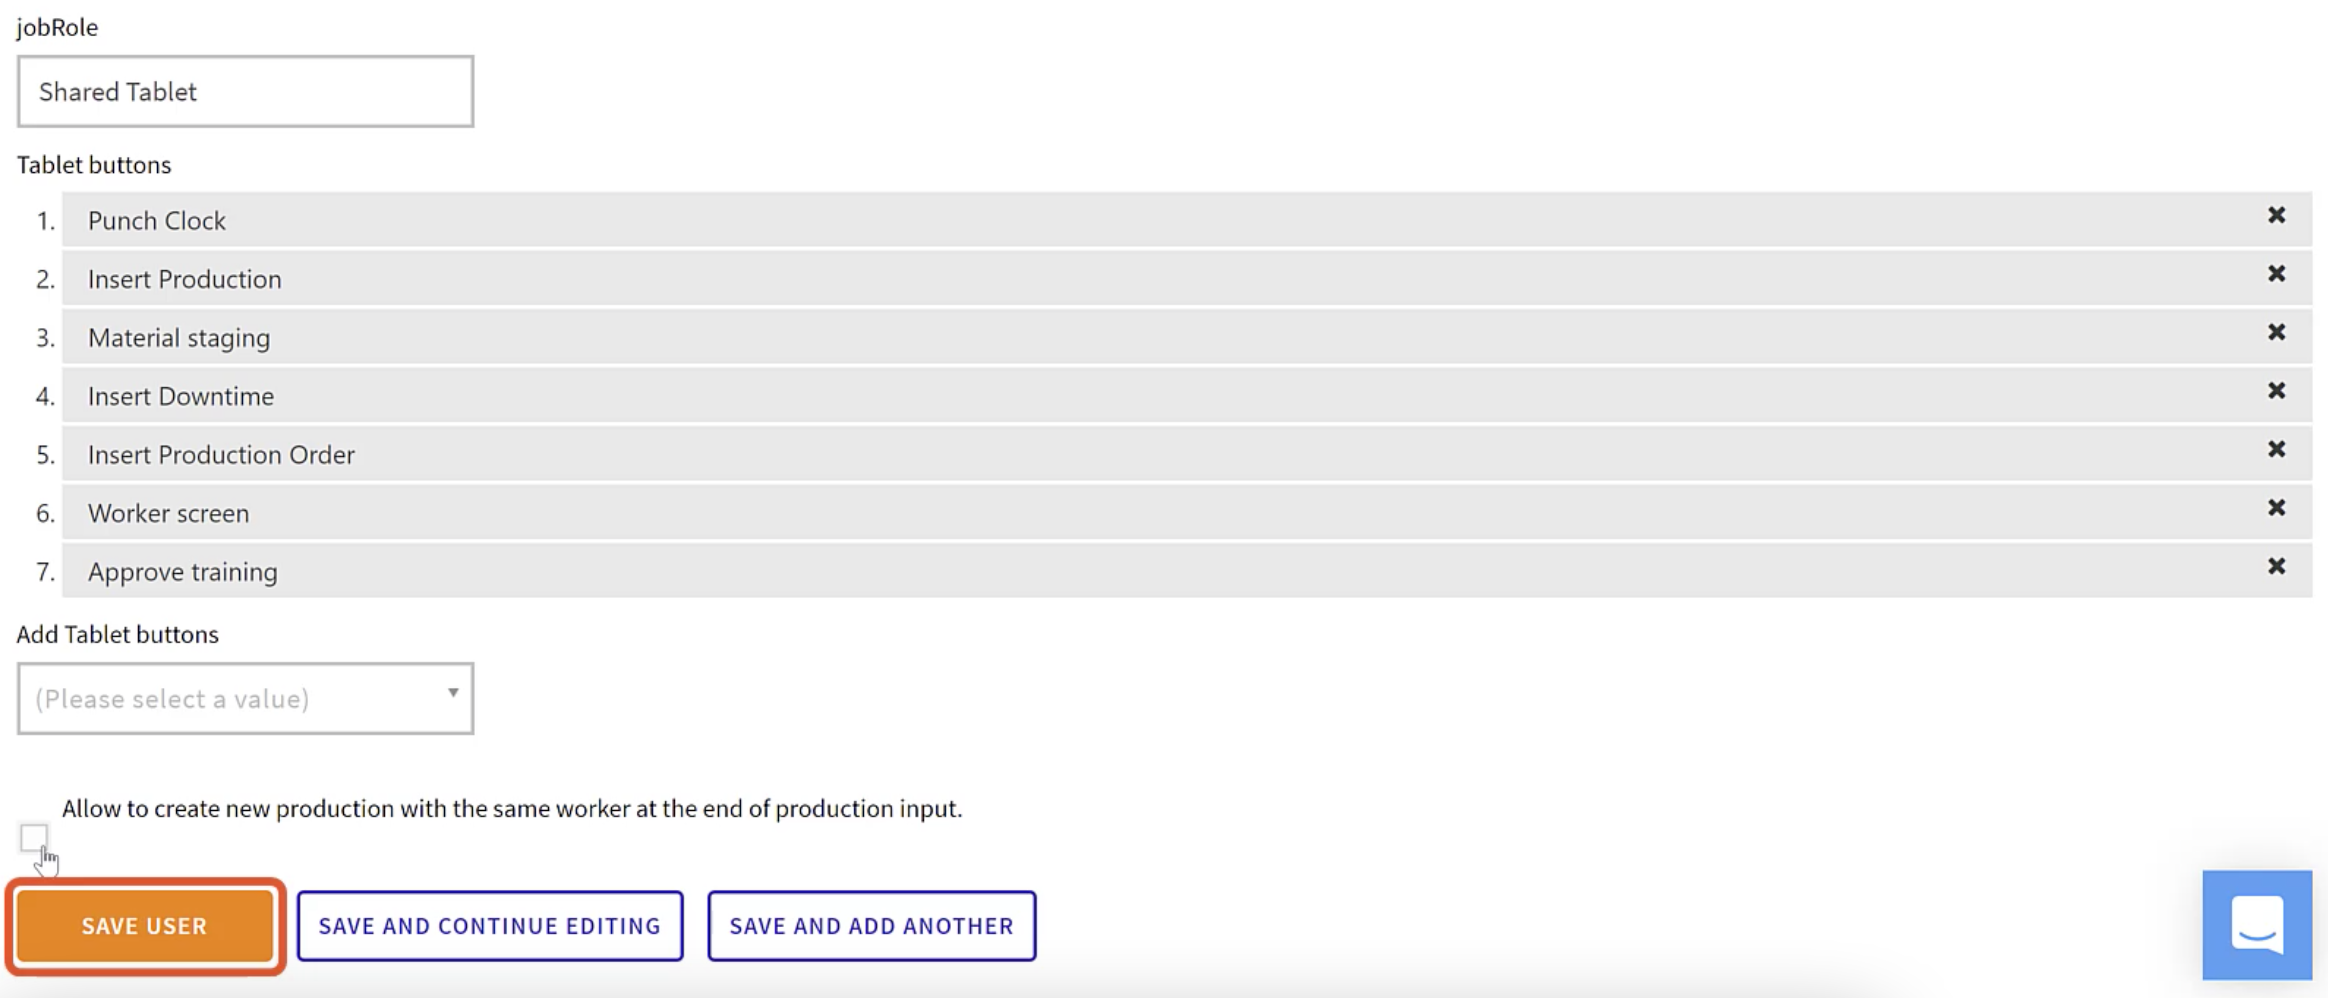 jobRole
Shared Tablet
Tablet buttons
1. Punch Clock
2. Insert Production
3. Material staging
4. Insert Downtime
5. Insert Production Order
6. Worker screen
7. Approve training
Add Tablet buttons
(Please select a value)
Allow to create new production with the same worker at the end of production input.
SAVE USER SAVE AND CONTINUE EDITING SAVE AND ADD ANOTHER